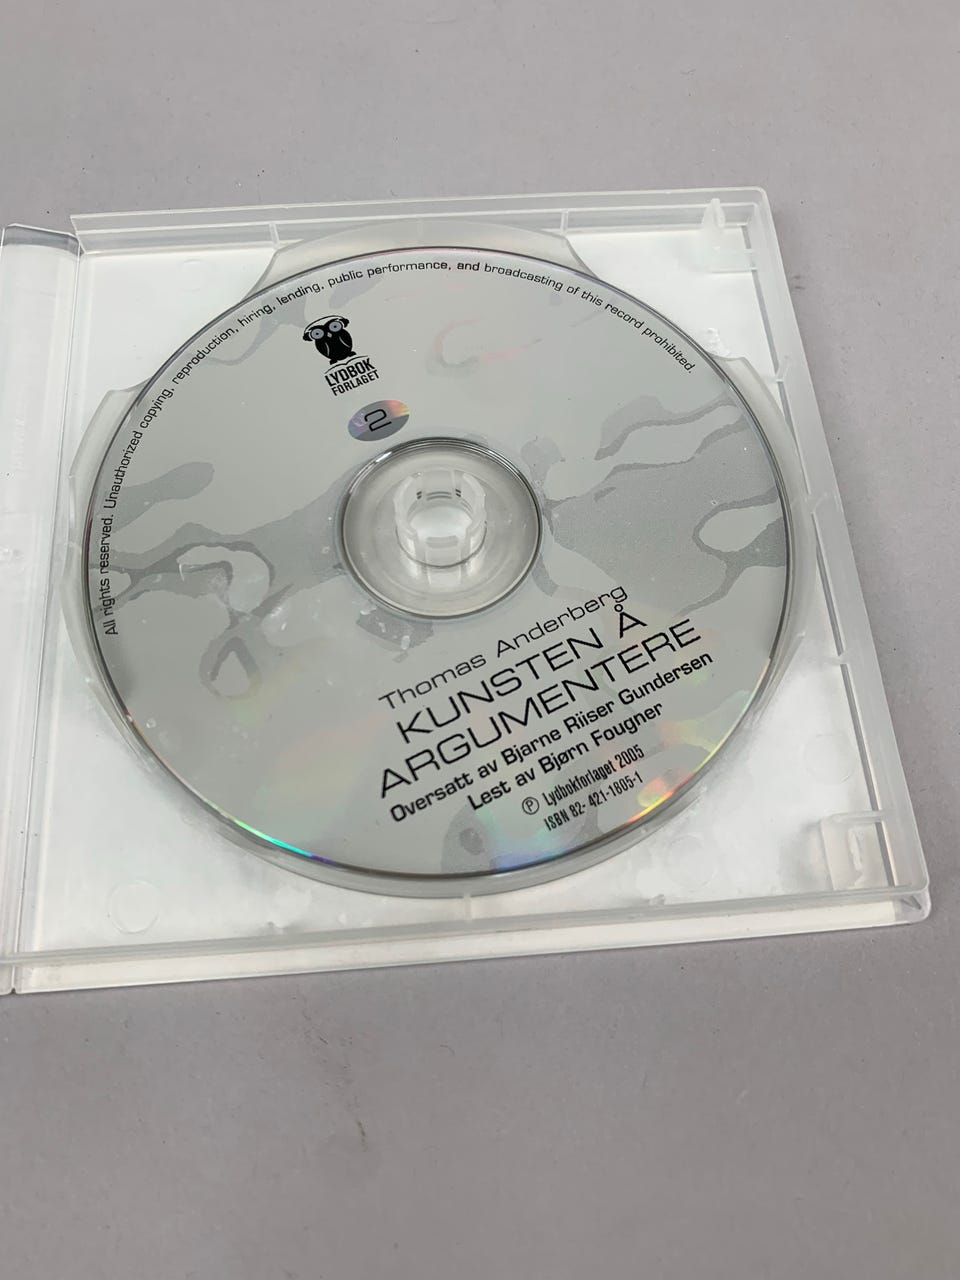 All rights reserved. Unauthorized copying, reproduction, hiring, lending, public performance, and broadcasting of this record prohibited.
LYDBOK
FORLAGET
2
Thomas Anderberg
KUNSTEN Å
ARGUMENTERE
Oversatt av Bjarne Riiser Gundersen
Lest av Bjørn Fougner
Ⓟ Lydbokforlaget 2005
ISBN 82-421-1805-1